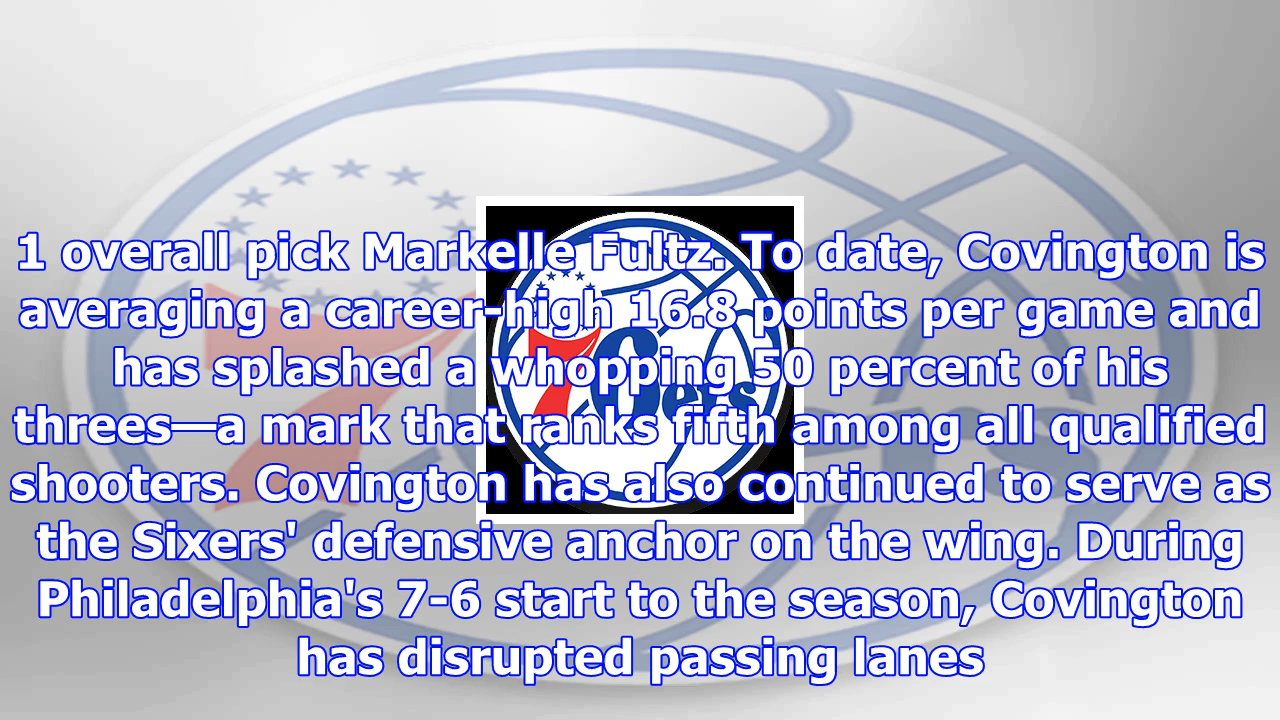 1 overall pick Markelle Fultz. To date, Covington is
averaging a career-high 16.8 points per game and
has splashed a whopping 50 percent of his
threes—a mark that ranks fifth among all qualified
shooters. Covington has also continued to serve as
the Sixers' defensive anchor on the wing. During
Philadelphia's 7-6 start to the season, Covington
has disrupted passing lanes
76ers